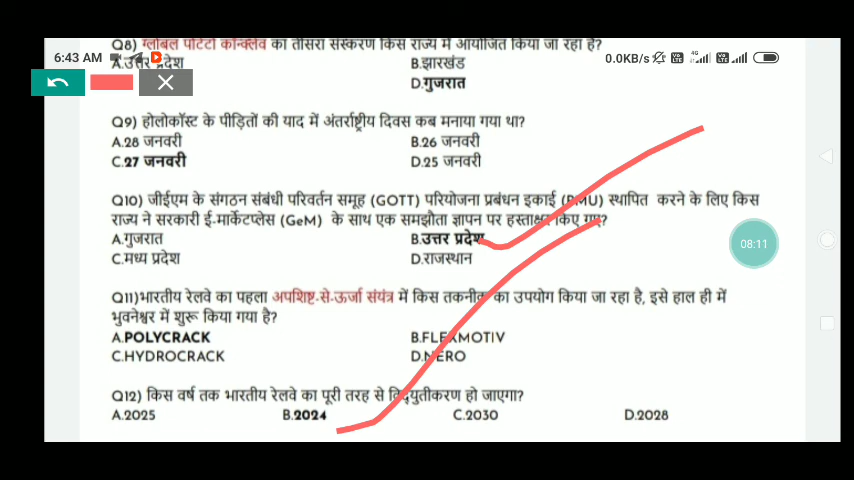 Q8) ग्लोबल पोटैटो कॉन्क्लेव का तीसरा संस्करण किस राज्य में आयोजित किया जा रहा है?
6:43 AM 0.0KB/s 4G
A.उत्तर प्रदेश B.झारखंड
D.गुजरात
Q9) होलोकॉस्ट के पीड़ितों की याद में अंतर्राष्ट्रीय दिवस कब मनाया गया था?
A.28 जनवरी B.26 जनवरी
C.27 जनवरी D.25 जनवरी
Q10) जीईएम के संगठन संबंधी परिवर्तन समूह (GOTT) परियोजना प्रबंधन इकाई (PMU) स्थापित करने के लिए किस
राज्य ने सरकारी ई-मार्केटप्लेस (GeM) के साथ एक समझौता ज्ञापन पर हस्ताक्षर किए गए?
A.गुजरात B.उत्तर प्रदेश
C.मध्य प्रदेश D.राजस्थान
08:11
Q11)भारतीय रेलवे का पहला अपशिष्ट-से-ऊर्जा संयंत्र में किस तकनीक का उपयोग किया जा रहा है, इसे हाल ही में
भुवनेश्वर में शुरू किया गया है?
A.POLYCRACK B.FLEXMOTIV
C.HYDROCRACK D.NERO
Q12) किस वर्ष तक भारतीय रेलवे का पूरी तरह से विद्युतीकरण हो जाएगा?
A.2025 B.2024 C.2030 D.2028